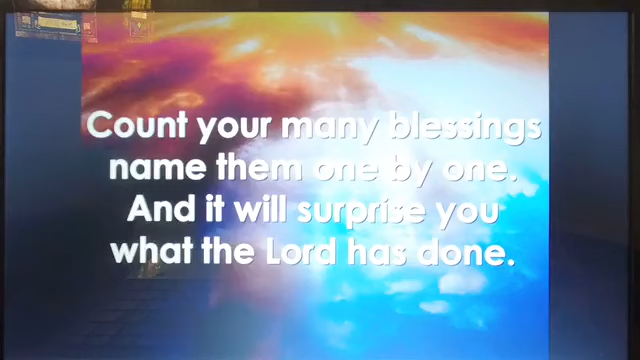 Count your many blessings
name them one by one.
And it will surprise you
what the Lord has done.